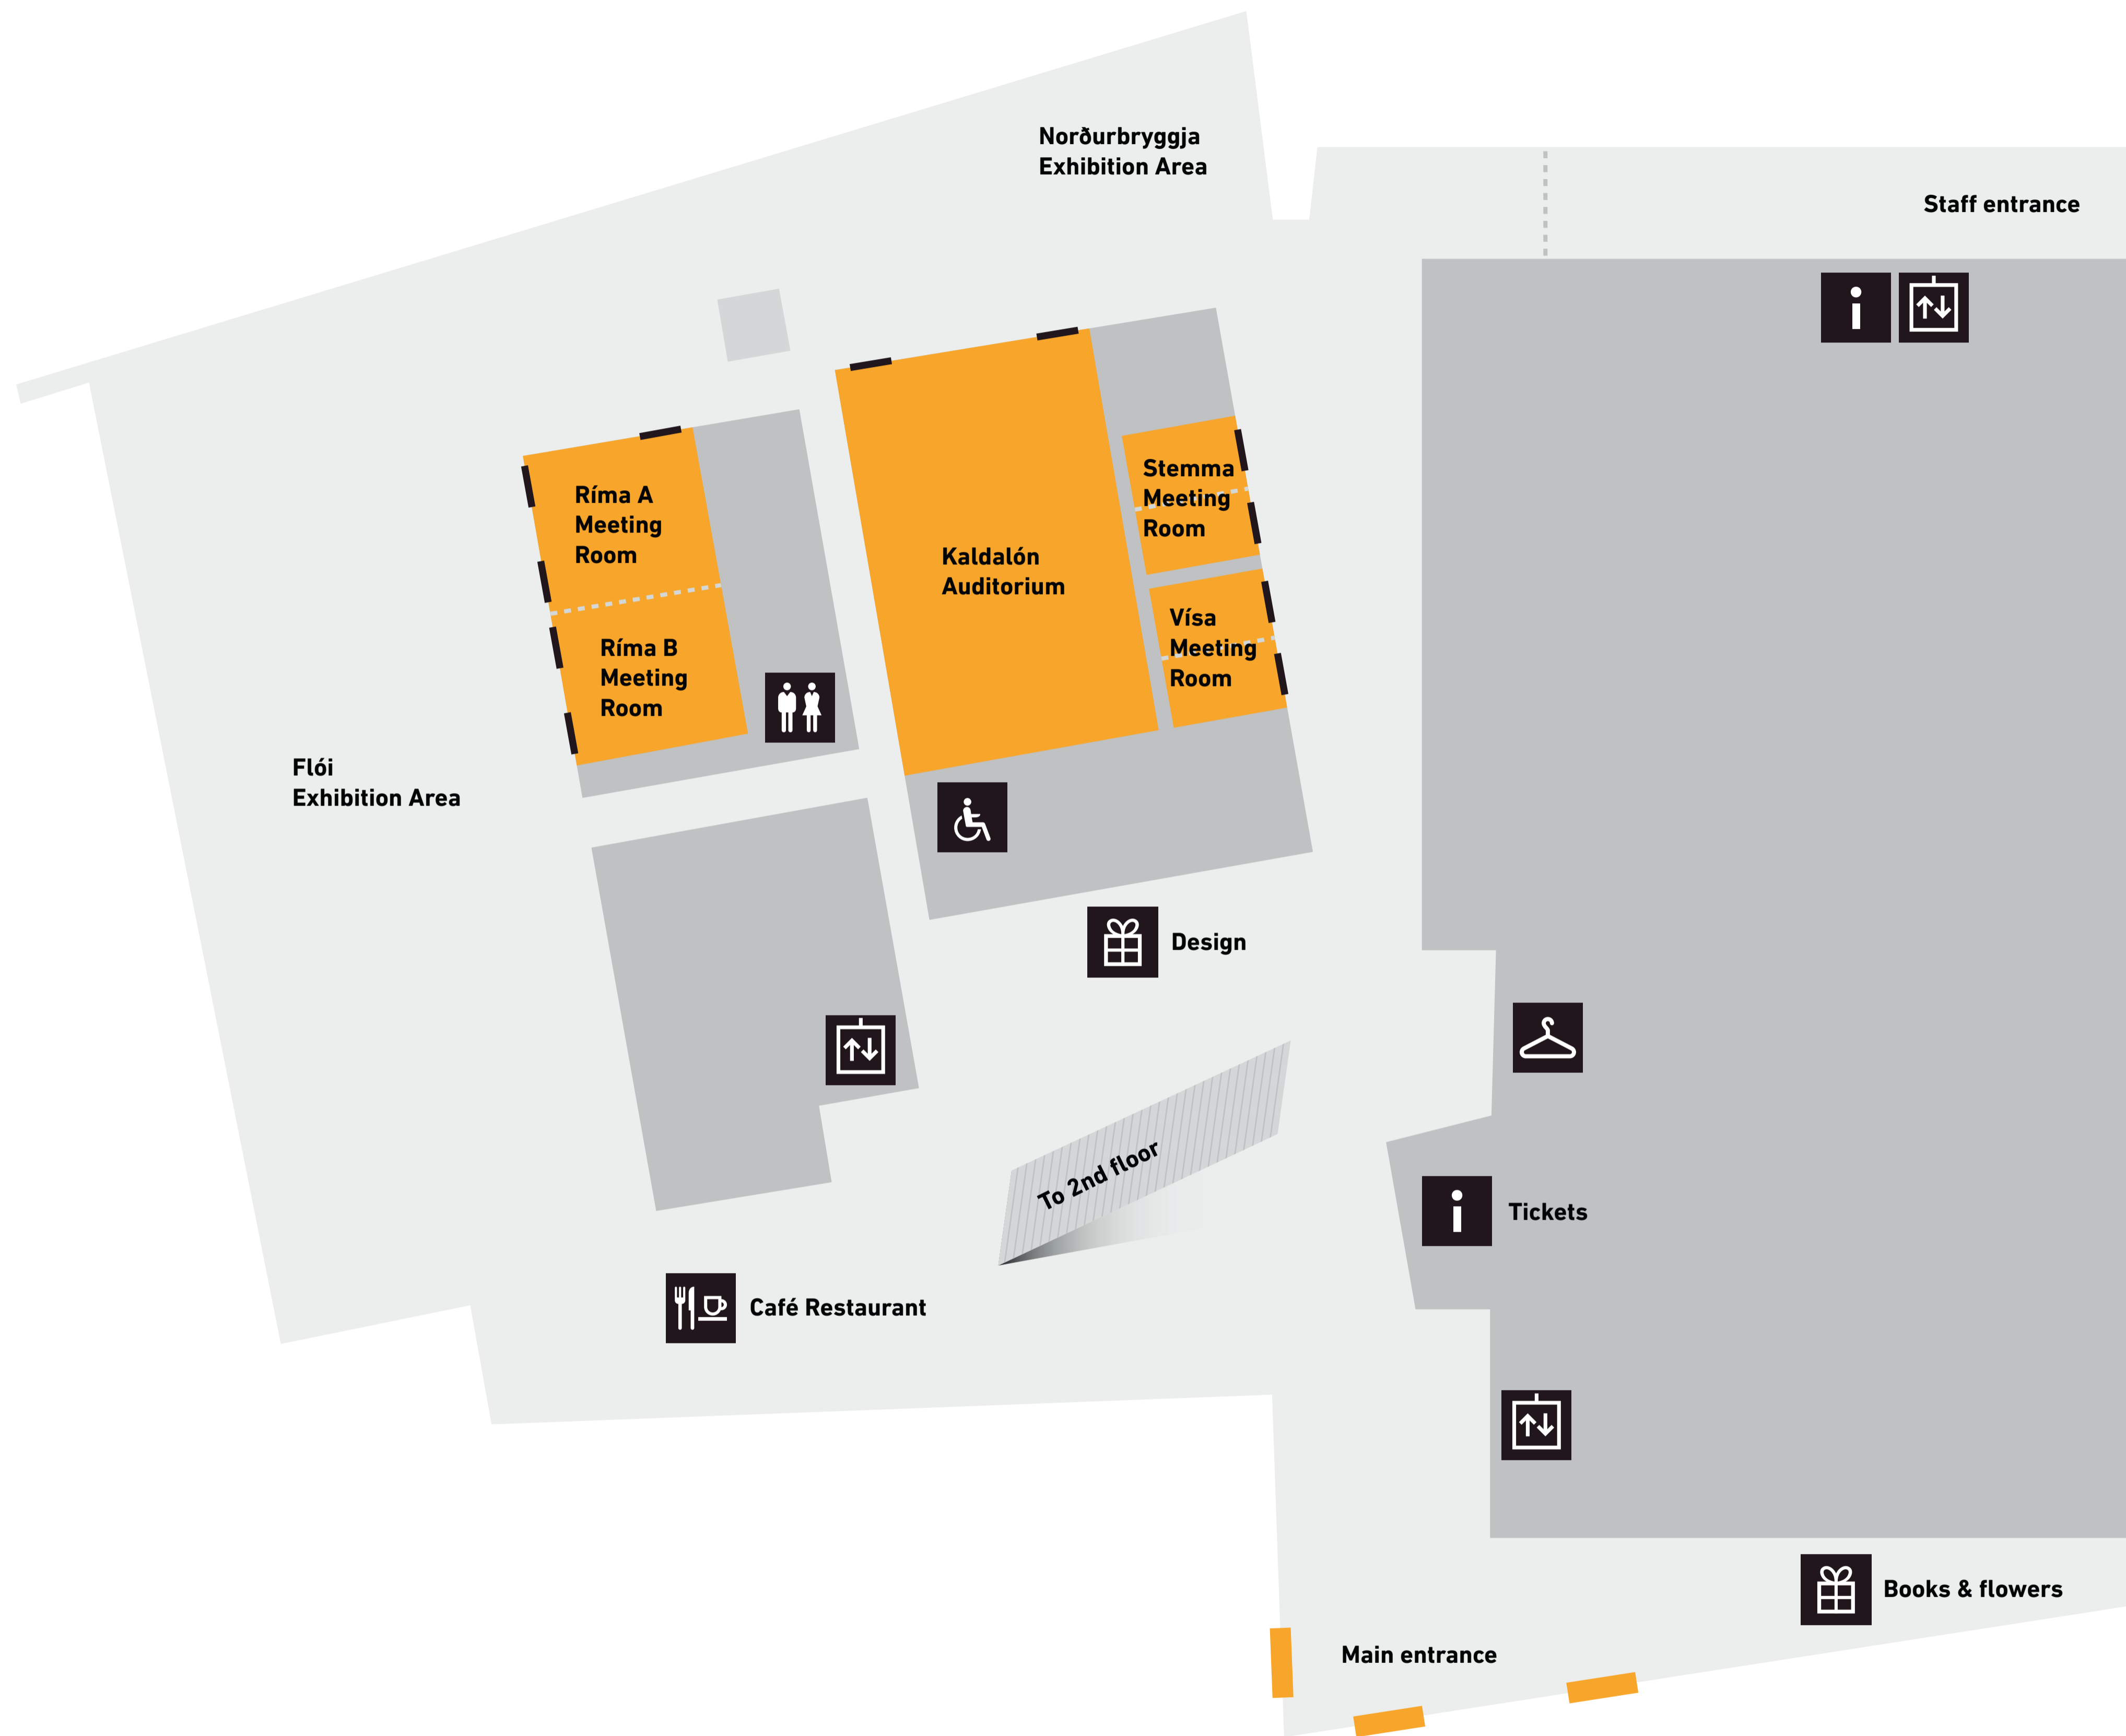 Norðurbryggja
Exhibition Area
Staff entrance
Ríma A
Meeting
Room
Ríma B
Meeting
Room
Kaldalón
Auditorium
Stemma
Meeting
Room
Vísa
Meeting
Room
Flói
Exhibition Area
Design
To 2nd floor
Tickets
Café Restaurant
Books & flowers
Main entrance